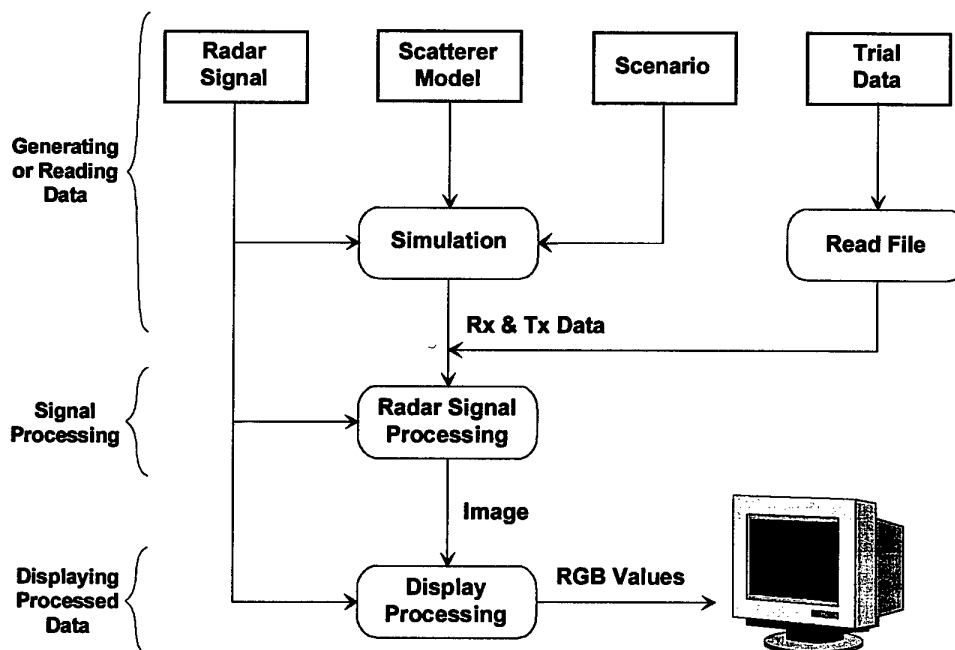 Radar
Signal
Scatterer
Model
Scenario
Trial
Data
Generating
or Reading
Data
Simulation
Read File
Rx & Tx Data
Signal
Processing
Radar Signal
Processing
Image
Displaying
Processed
Data
Display
Processing
RGB Values